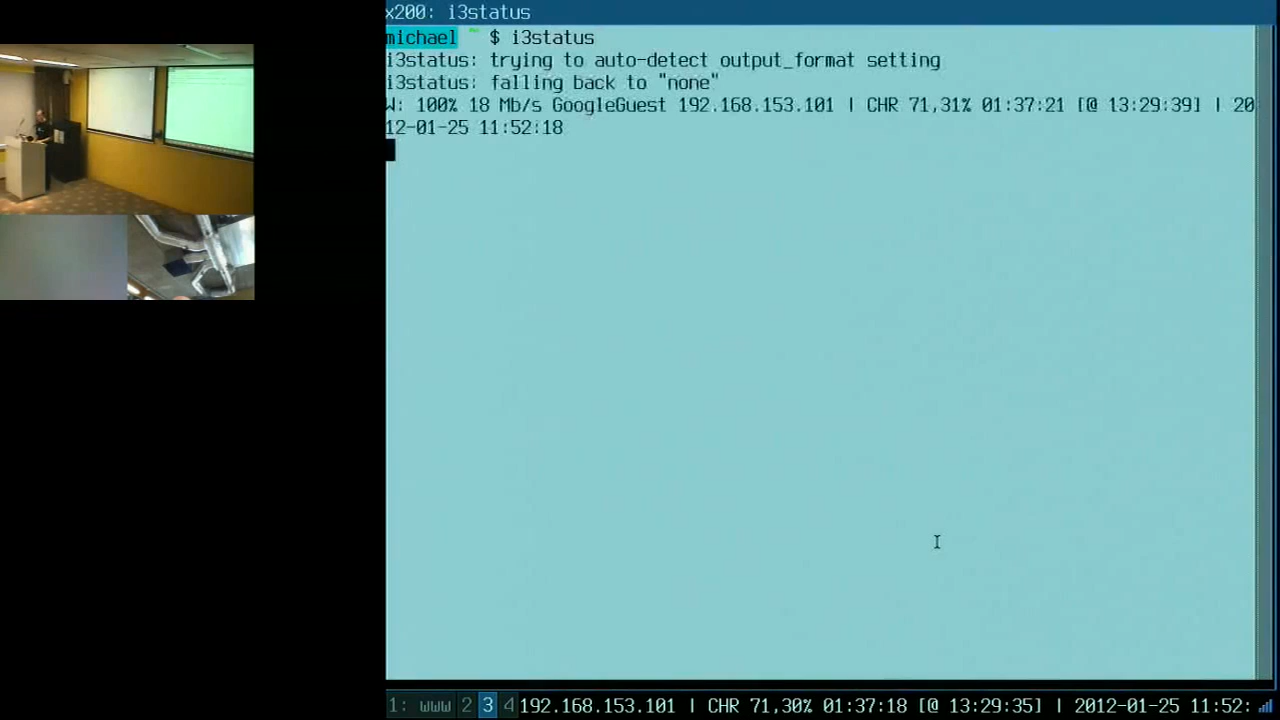 x200: i3status
michael ~ $ i3status
i3status: trying to auto-detect output_format setting
i3status: falling back to "none"
W: 100% 18 Mb/s GoogleGuest 192.168.153.101 | CHR 71,31% 01:37:21 [@ 13:29:39] | 20
12-01-25 11:52:18
1: www 2 3 4 192.168.153.101 | CHR 71,30% 01:37:18 [@ 13:29:35] | 2012-01-25 11:52: